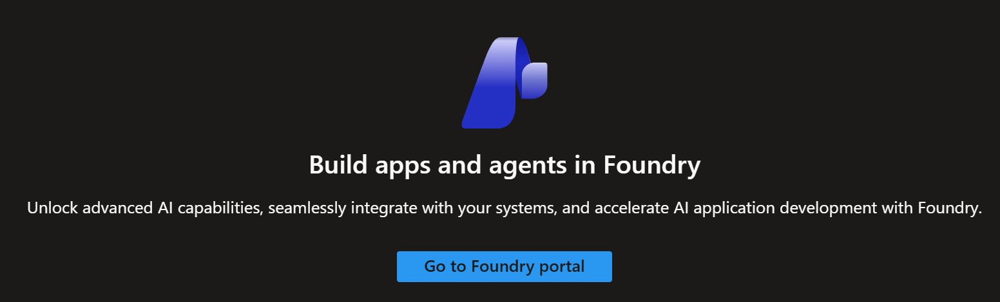 Build apps and agents in Foundry
Unlock advanced AI capabilities, seamlessly integrate with your systems, and accelerate AI application development with Foundry.
Go to Foundry portal